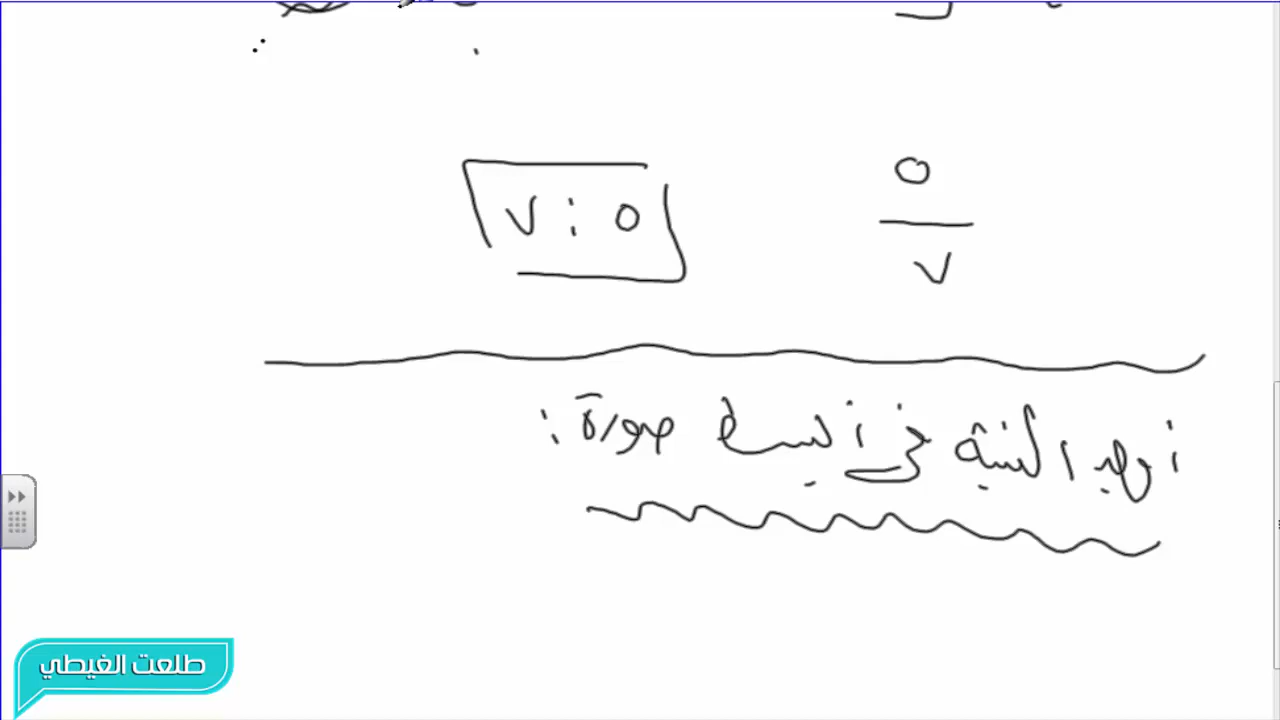 ٥
٧
٥ : ٧
أوجد النسبة في أبسط صورة :
طلعت الغيطي